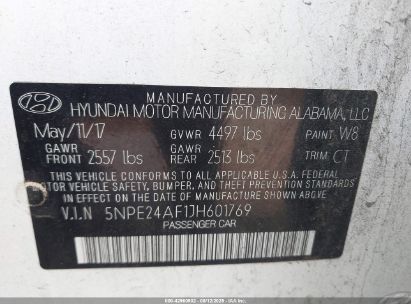 MANUFACTURED BY
HYUNDAI MOTOR MANUFACTURING ALABAMA, LLC
May/11/17 GVWR 4497 lbs PAINT W8
GAWR FRONT 2557 lbs GAWR REAR 2513 lbs TRIM CT
THIS VEHICLE CONFORMS TO ALL APPLICABLE U.S.A. FEDERAL
MOTOR VEHICLE SAFETY, BUMPER, AND THEFT PREVENTION
STANDARDS IN EFFECT ON THE DATE OF MANUFACTURE SHOWN ABOVE.
V.I.N 5NPE24AF1JH601769
PASSENGER CAR